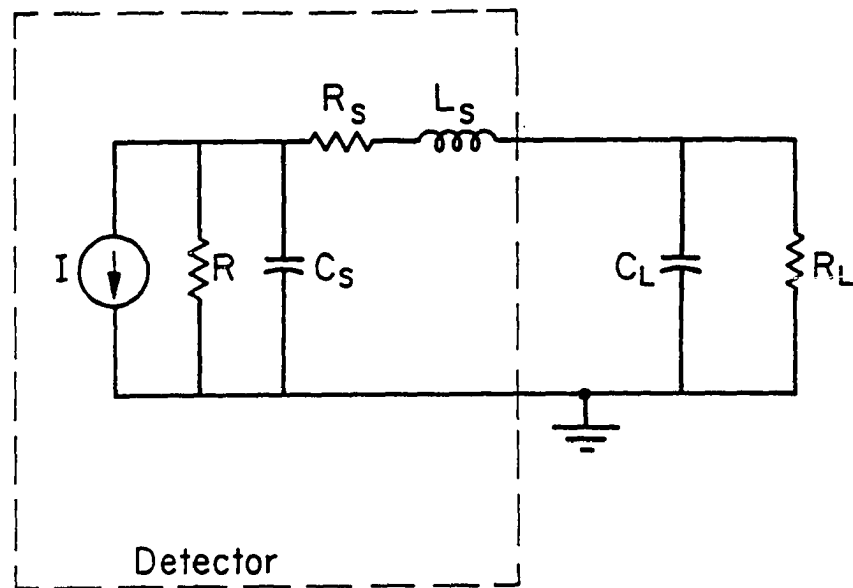 R_S
L_S
I
R
C_S
C_L
R_L
Detector